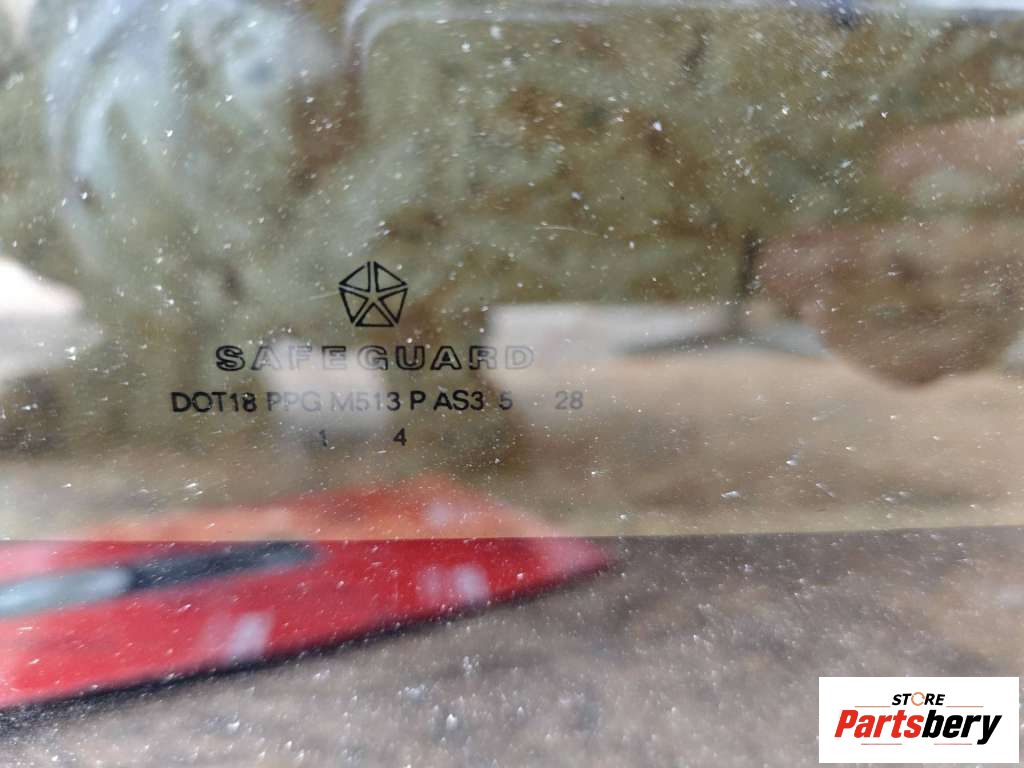 SAFEGUARD
DOT18 PPG M513 P AS3 5 28
1 4
STORE
Partsbery